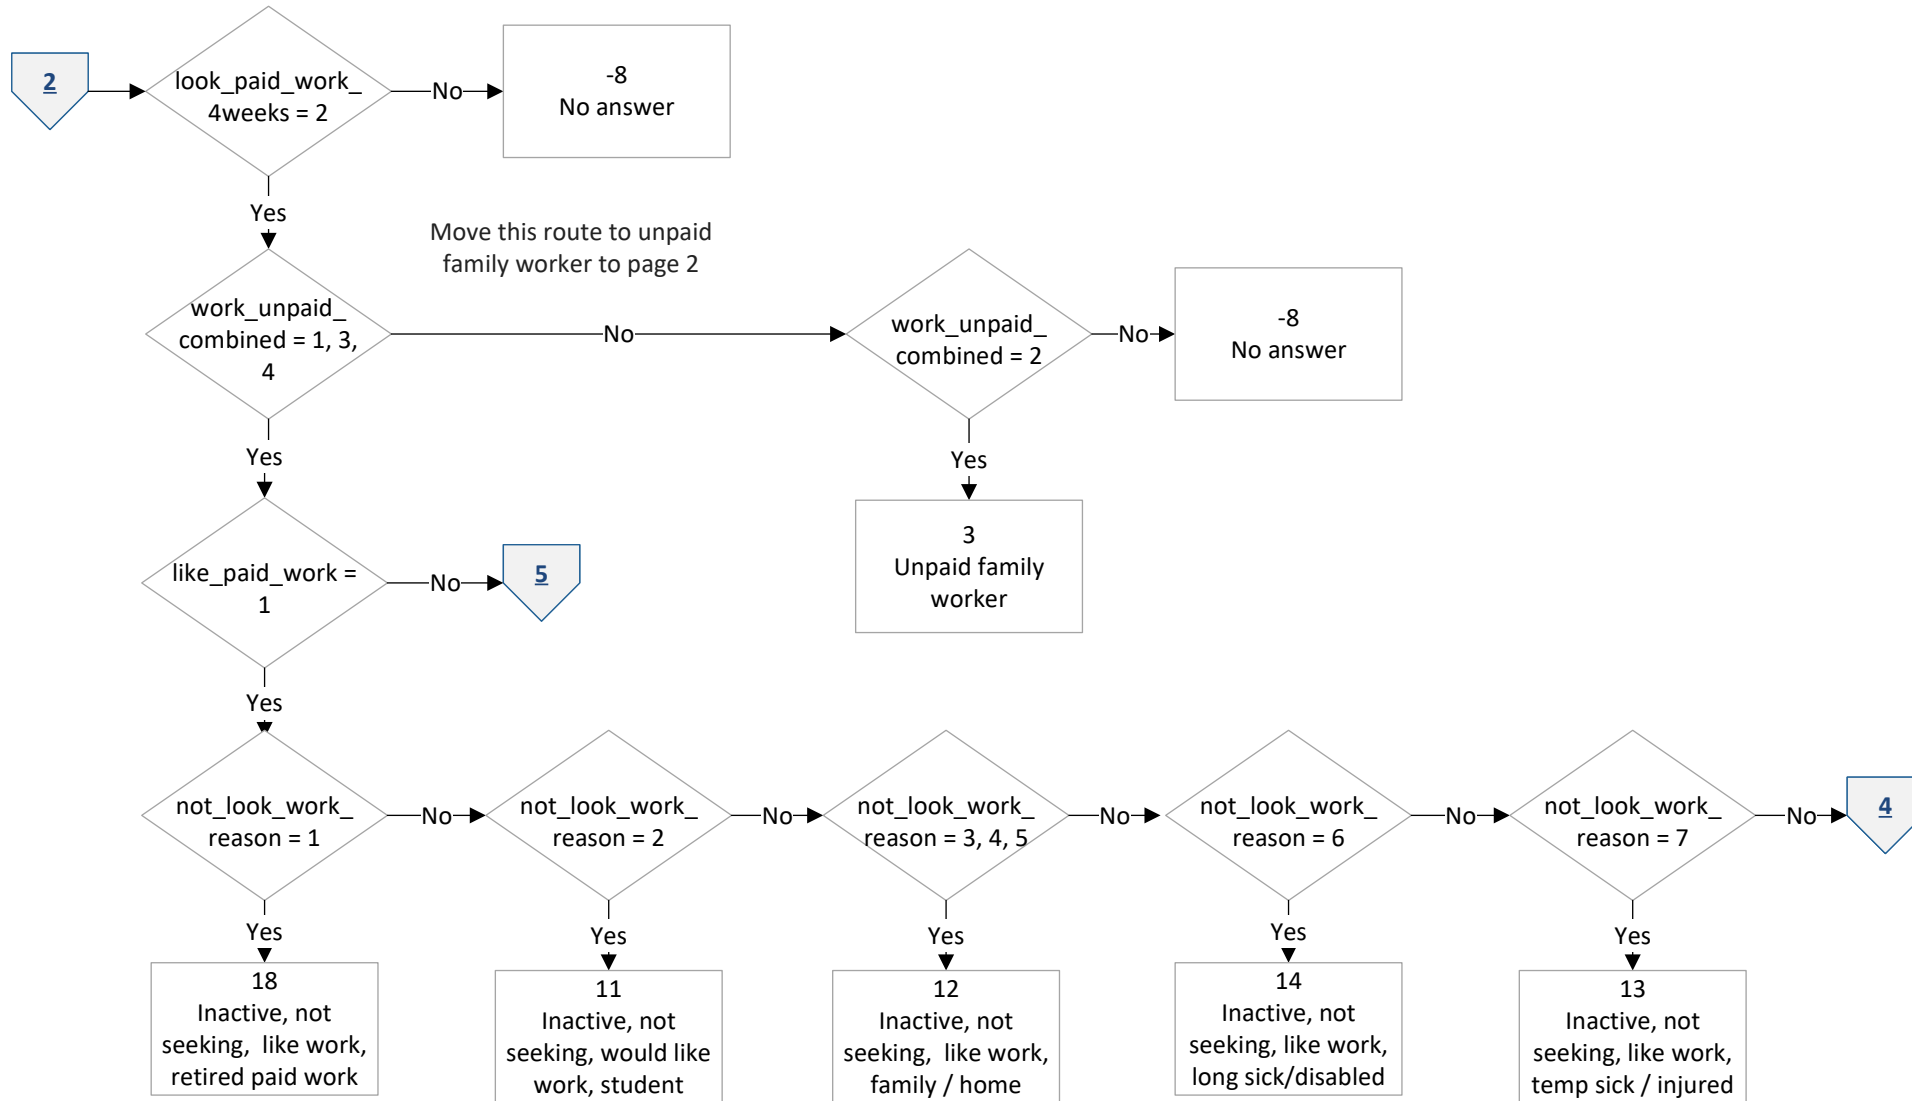 2
look_paid_work_
4weeks = 2
No
-8
No answer
Yes
Move this route to unpaid
family worker to page 2
work_unpaid_
combined = 1, 3,
4
No
work_unpaid_
combined = 2
No
-8
No answer
Yes
Yes
3
Unpaid family
worker
like_paid_work =
1
No
5
Yes
not_look_work_
reason = 1
No
not_look_work_
reason = 2
No
not_look_work_
reason = 3, 4, 5
No
not_look_work_
reason = 6
No
not_look_work_
reason = 7
No
4
Yes
Yes
Yes
Yes
Yes
18
Inactive, not
seeking,  like work,
retired paid work
11
Inactive, not
seeking, would like
work, student
12
Inactive, not
seeking,  like work,
family / home
14
Inactive, not
seeking, like work,
long sick/disabled
13
Inactive, not
seeking, like work,
temp sick / injured